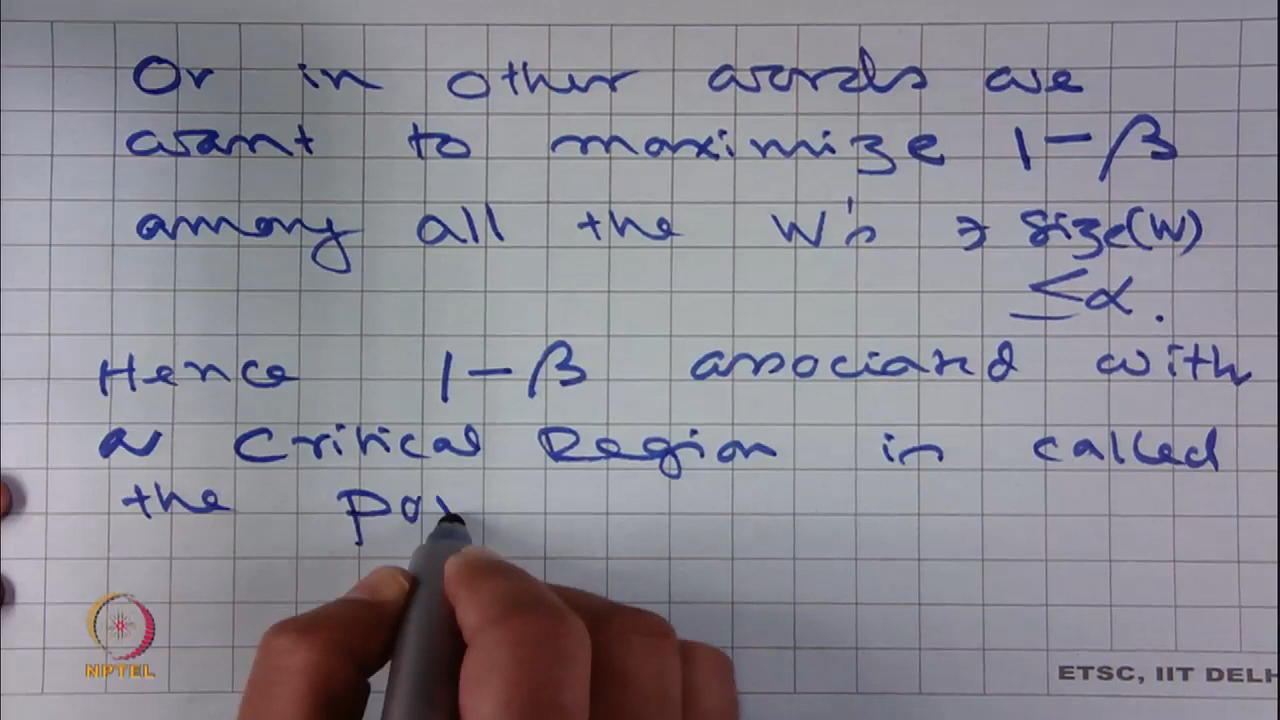 Or in other words we
want to maximize 1-β
among all the W's ∋ Size(W)
≤α.
Hence 1-β associated with
a Critical Region is called
the
NPTEL
ETSC, IIT DELH